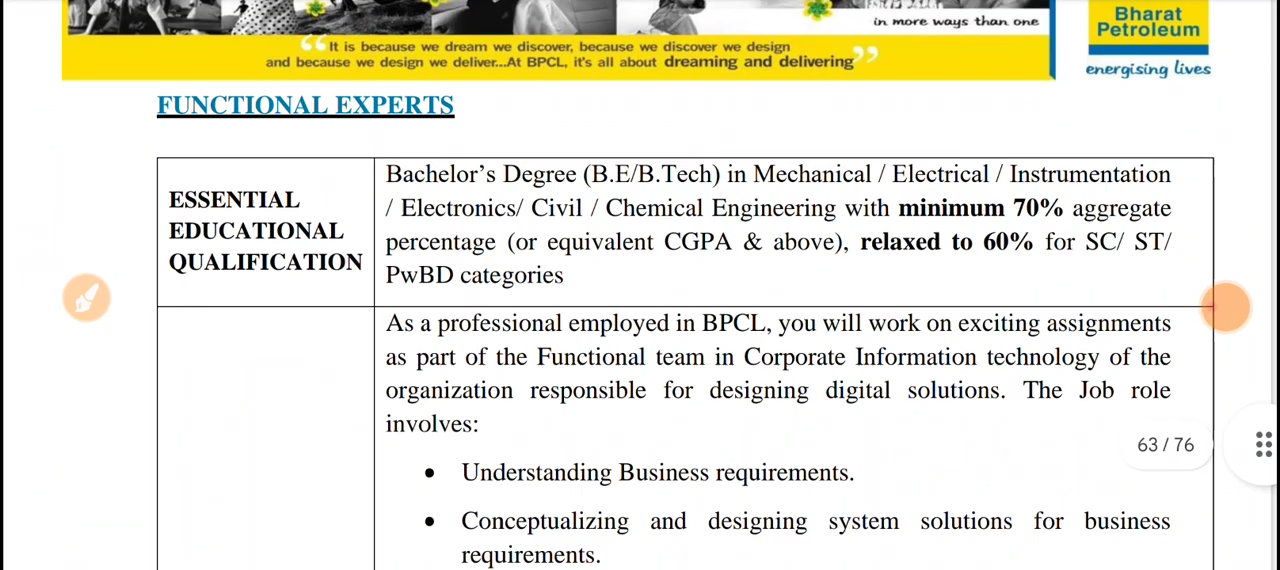 in more ways than one
Bharat
Petroleum
energising lives
“It is because we dream we discover, because we discover we design
and because we design we deliver...At BPCL, it's all about dreaming and delivering”
FUNCTIONAL EXPERTS
ESSENTIAL
EDUCATIONAL
QUALIFICATION
Bachelor’s Degree (B.E/B.Tech) in Mechanical / Electrical / Instrumentation
/ Electronics/ Civil / Chemical Engineering with minimum 70% aggregate
percentage (or equivalent CGPA & above), relaxed to 60% for SC/ ST/
PwBD categories
As a professional employed in BPCL, you will work on exciting assignments
as part of the Functional team in Corporate Information technology of the
organization responsible for designing digital solutions. The Job role
involves:
• Understanding Business requirements.
• Conceptualizing and designing system solutions for business
requirements.
63 / 76